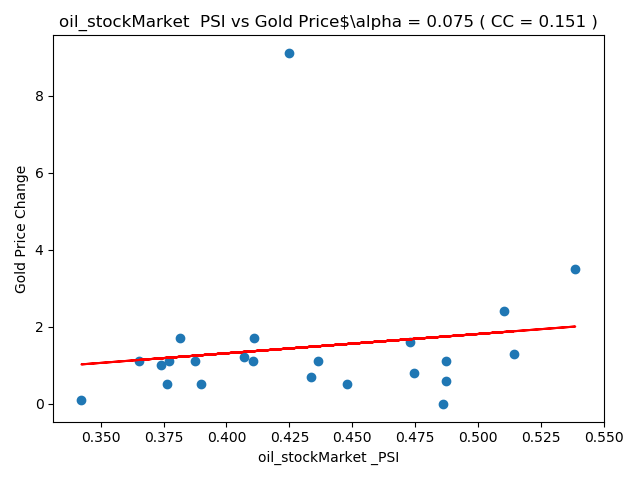 oil_stockMarket  PSI vs Gold Price$\alpha = 0.075 ( CC = 0.151 )
Gold Price Change
8
6
4
2
0
0.350 0.375 0.400 0.425 0.450 0.475 0.500 0.525 0.550
oil_stockMarket _PSI